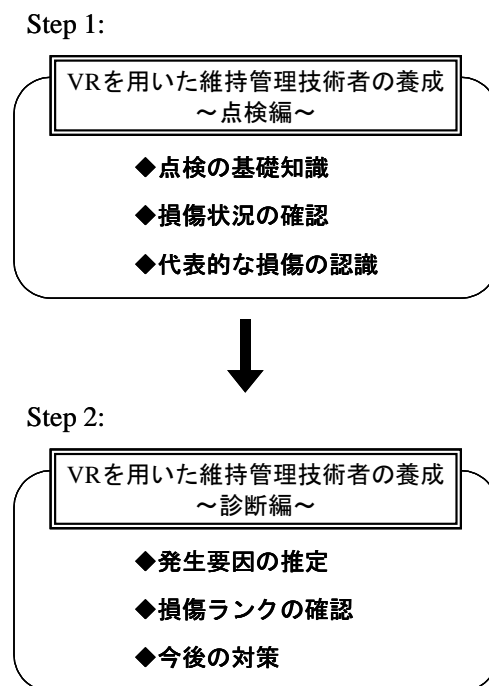 Step 1:
VRを用いた維持管理技術者の養成
～点検編～
◆点検の基礎知識
◆損傷状況の確認
◆代表的な損傷の認識
Step 2:
VRを用いた維持管理技術者の養成
～診断編～
◆発生要因の推定
◆損傷ランクの確認
◆今後の対策